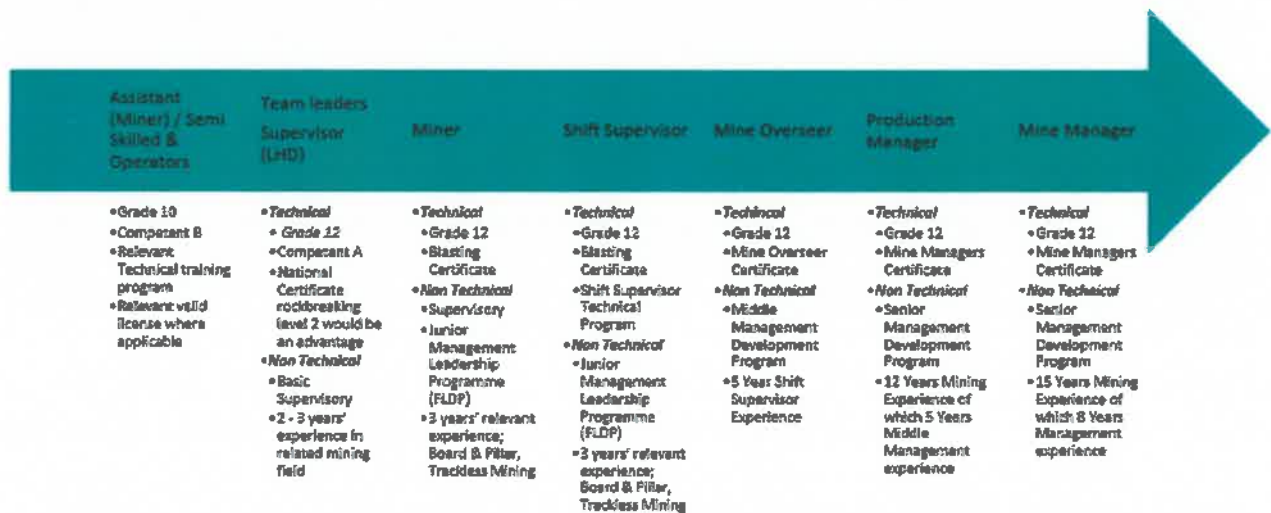 Assistant
(Miner) / Semi
Skilled &
Operators
Team leaders
Supervisor
(LHD)
Miner
Shift Supervisor
Mine Overseer
Production
Manager
Mine Manager
•Grade 10
•Competent B
•Relevant
Technical training
program
•Relevant valid
license where
applicable
•Technical
•Grade 12
•Competent A
•National
Certificate
rockbreaking
level 2 would be
an advantage
•Non Technical
•Basic
Supervisory
•2 - 3 years'
experience in
related mining
field
•Technical
•Grade 12
•Blasting
Certificate
•Non Technical
•Supervisory
•Junior
Management
Leadership
Programme
(FLDP)
•3 years' relevant
experience;
Board & Pillar,
Trackless Mining
•Technical
•Grade 12
•Blasting
Certificate
•Shift Supervisor
Technical
Program
•Non Technical
•Junior
Management
Leadership
Programme
(FLDP)
•3 years' relevant
experience;
Board & Pillar,
Trackless Mining
•Techincal
•Grade 12
•Mine Overseer
Certificate
•Non Technical
•Middle
Management
Development
Program
•5 Year Shift
Supervisor
Experience
•Technical
•Grade 12
•Mine Managers
Certificate
•Non Technical
•Senior
Management
Development
Program
•12 Years Mining
Experience of
which 5 Years
Middle
Management
experience
•Technical
•Grade 12
•Mine Managers
Certificate
•Non Technical
•Senior
Management
Development
Program
•15 Years Mining
Experience of
which 8 Years
Management
experience